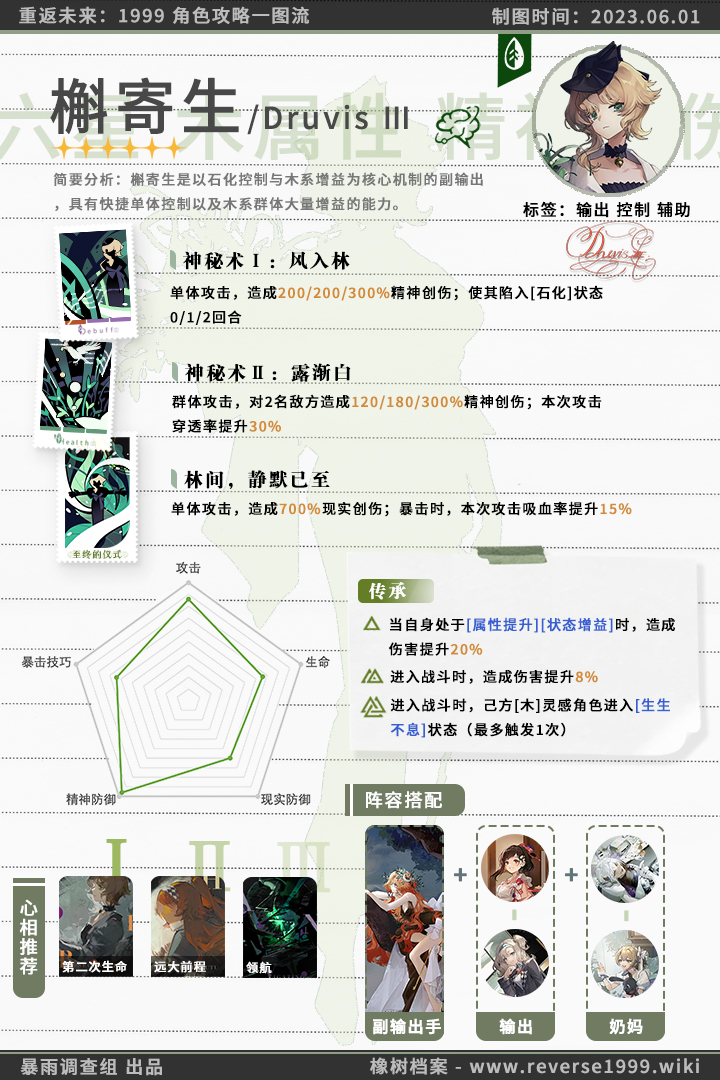 重返未来：1999 角色攻略一图流
制图时间：2023.06.01
六星 木属性 精神 伤
槲寄生/Druvis Ⅲ
简要分析：槲寄生是以石化控制与木系增益为核心机制的副输出
，具有快捷单体控制以及木系群体大量增益的能力。
标签：输出 控制 辅助
神秘术Ⅰ：风入林
单体攻击，造成200/200/300%精神创伤；使其陷入[石化]状态
0/1/2回合
Debuff
神秘术Ⅱ：露渐白
群体攻击，对2名敌方造成120/180/300%精神创伤；本次攻击
穿透率提升30%
Health
林间，静默已至
单体攻击，造成700%现实创伤；暴击时，本次攻击吸血率提升15%
至终的仪式
攻击
暴击技巧
生命
精神防御
现实防御
传承
当自身处于[属性提升][状态增益]时，造成
伤害提升20%
进入战斗时，造成伤害提升8%
进入战斗时，己方[木]灵感角色进入[生生
不息]状态（最多触发1次）
阵容搭配
+
+
副输出手
输出
奶妈
Ⅰ Ⅱ Ⅲ
心相推荐
第二次生命
远大前程
领航
暴雨调查组 出品
橡树档案 - www.reverse1999.wiki